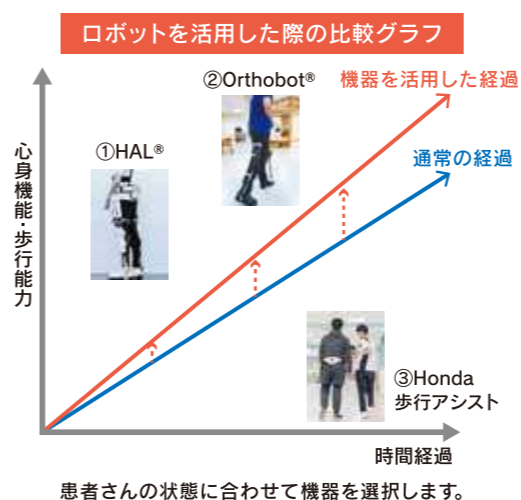 ロボットを活用した際の比較グラフ
②Orthobot®
機器を活用した経過
①HAL®
通常の経過
心身機能・歩行能力
③Honda
歩行アシスト
時間経過
患者さんの状態に合わせて機器を選択します。